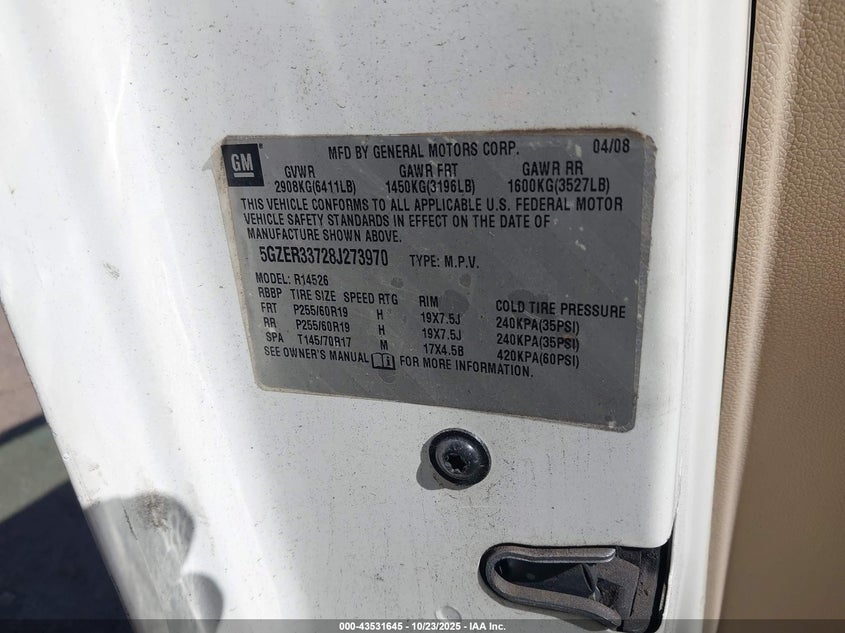 GM
MFD BY GENERAL MOTORS CORP. 04/08
GVWR GAWR FRT GAWR RR
2908KG(6411LB) 1450KG(3196LB) 1600KG(3527LB)
THIS VEHICLE CONFORMS TO ALL APPLICABLE U.S. FEDERAL MOTOR
VEHICLE SAFETY STANDARDS IN EFFECT ON THE DATE OF
MANUFACTURE SHOWN ABOVE.
5GZER33728J273970 TYPE: M.P.V.
MODEL: R14526
RBBP TIRE SIZE SPEED RTG RIM COLD TIRE PRESSURE
FRT P255/60R19 H 19X7.5J 240KPA(35PSI)
RR P255/60R19 H 19X7.5J 240KPA(35PSI)
SPA T145/70R17 M 17X4.5B 420KPA(60PSI)
SEE OWNER'S MANUAL i FOR MORE INFORMATION.
000-43531645 - 10/23/2025 - IAA Inc.